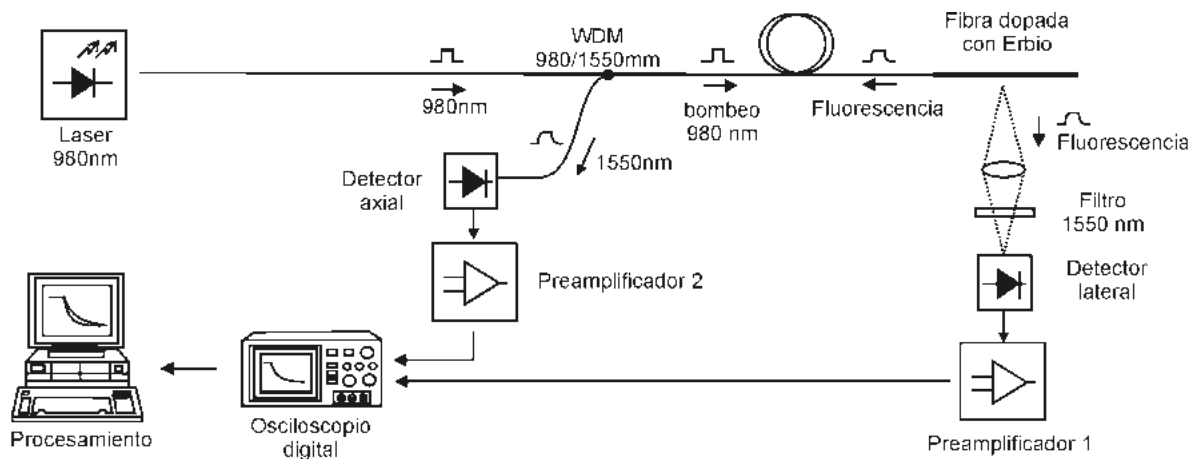 WDM
980/1550mm
Fibra dopada
con Erbio
980nm
bombeo
980 nm
Fluorescencia
Fluorescencia
Laser
980nm
1550nm
Detector
axial
Filtro
1550 nm
Preamplificador 2
Detector
lateral
Procesamiento
Osciloscopio
digital
Preamplificador 1